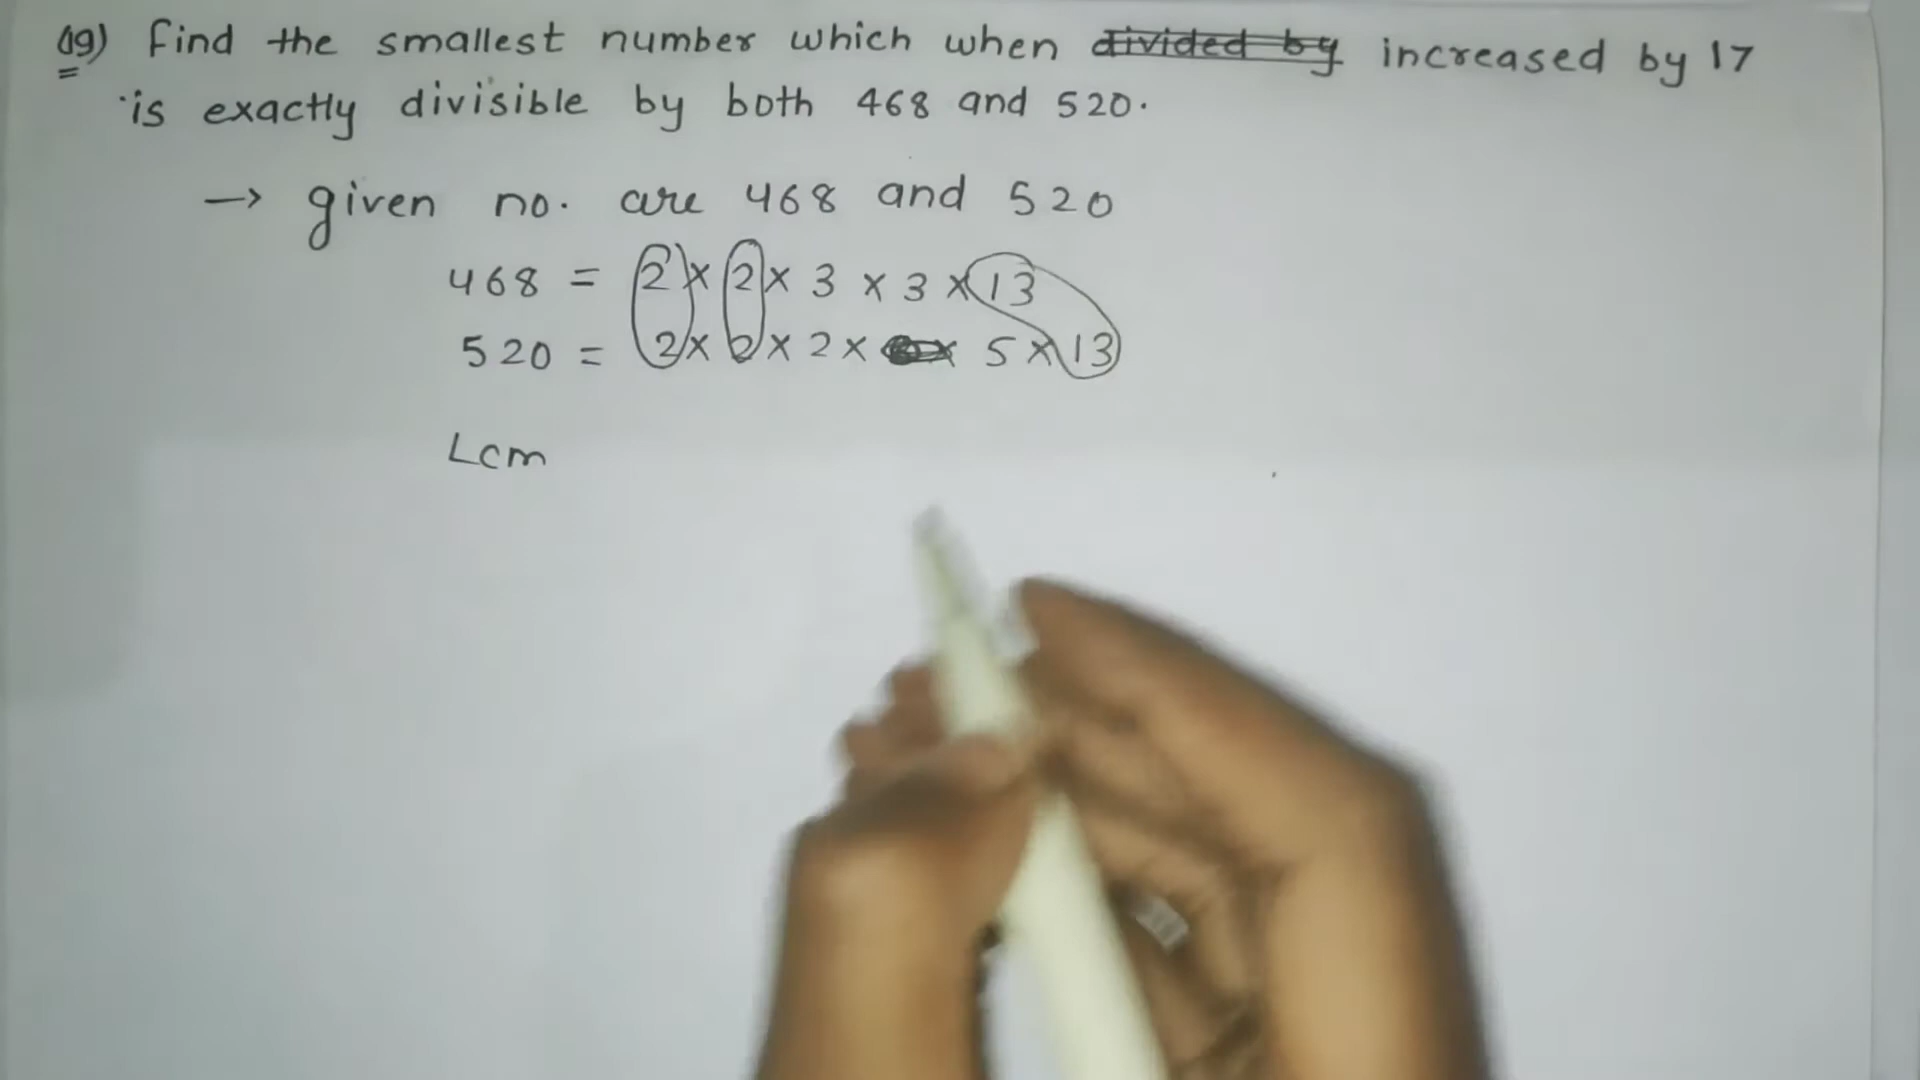 19) Find the smallest number which when divided by increased by 17
is exactly divisible by both 468 and 520.
→ given no. are 468 and 520
468 = 2 × 2 × 3 × 3 × 13
520 = 2 × 2 × 2 × 5 × 13
Lcm